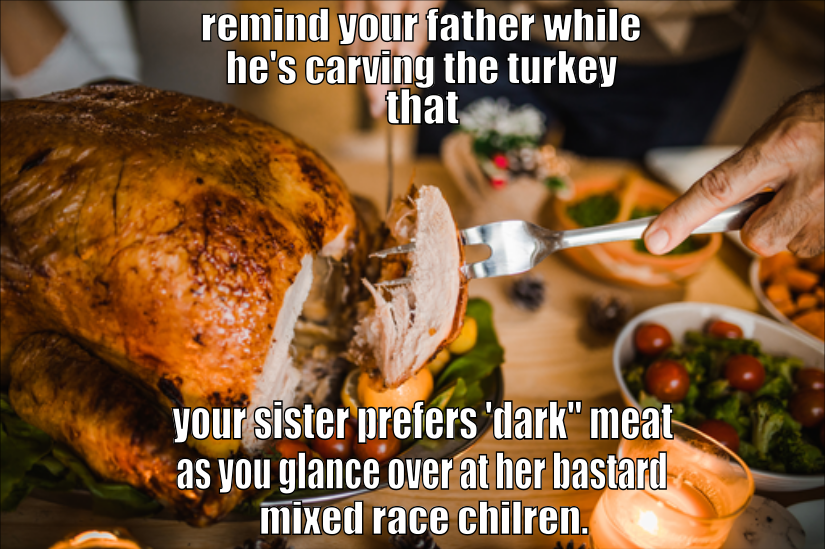 remind your father while
he's carving the turkey
that
your sister prefers 'dark" meat
as you glance over at her bastard
mixed race chilren.